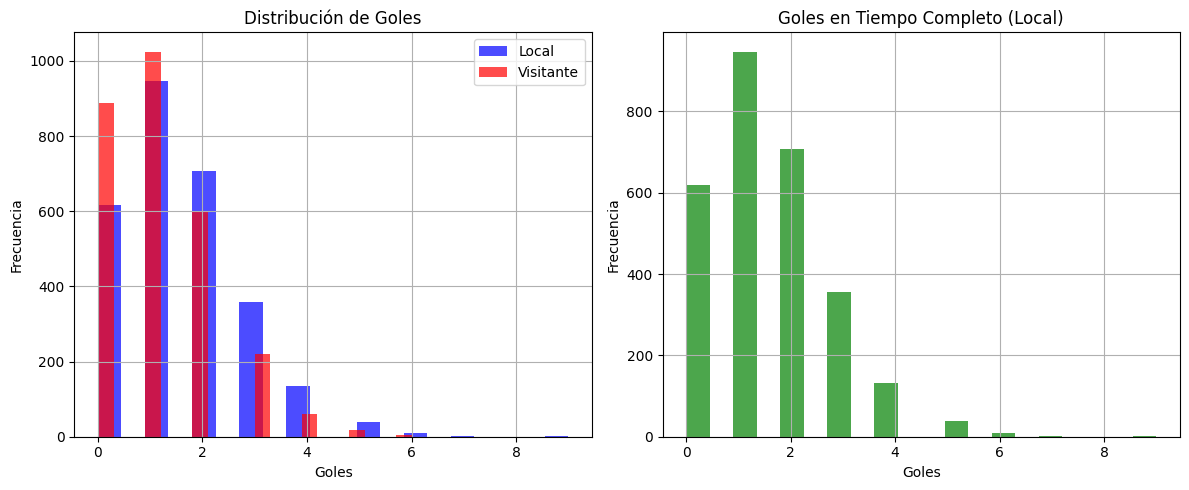 Distribución de Goles
Local
Visitante
1000
800
600
400
200
0
Frecuencia
0 2 4 6 8
Goles
Goles en Tiempo Completo (Local)
800
600
400
200
0
Frecuencia
0 2 4 6 8
Goles